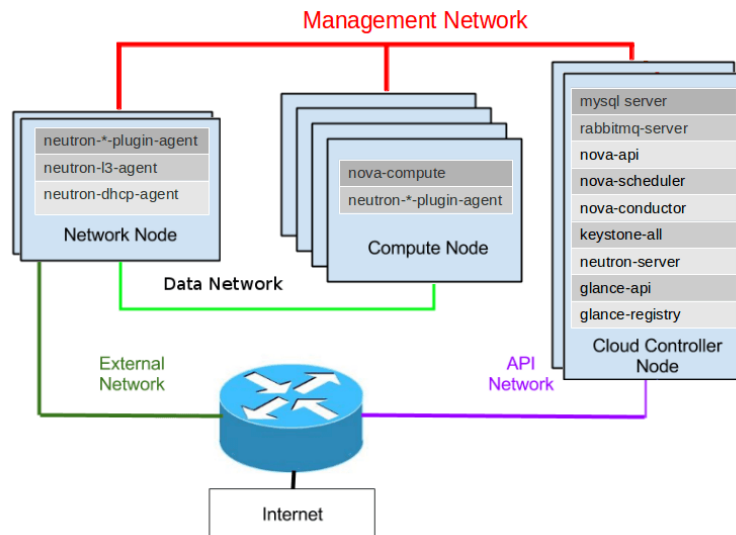 Management Network
neutron-*-plugin-agent
neutron-l3-agent
neutron-dhcp-agent
Network Node
nova-compute
neutron-*-plugin-agent
Compute Node
mysql server
rabbitmq-server
nova-api
nova-scheduler
nova-conductor
keystone-all
neutron-server
glance-api
glance-registry
Cloud Controller
Node
Data Network
External
Network
API
Network
Internet